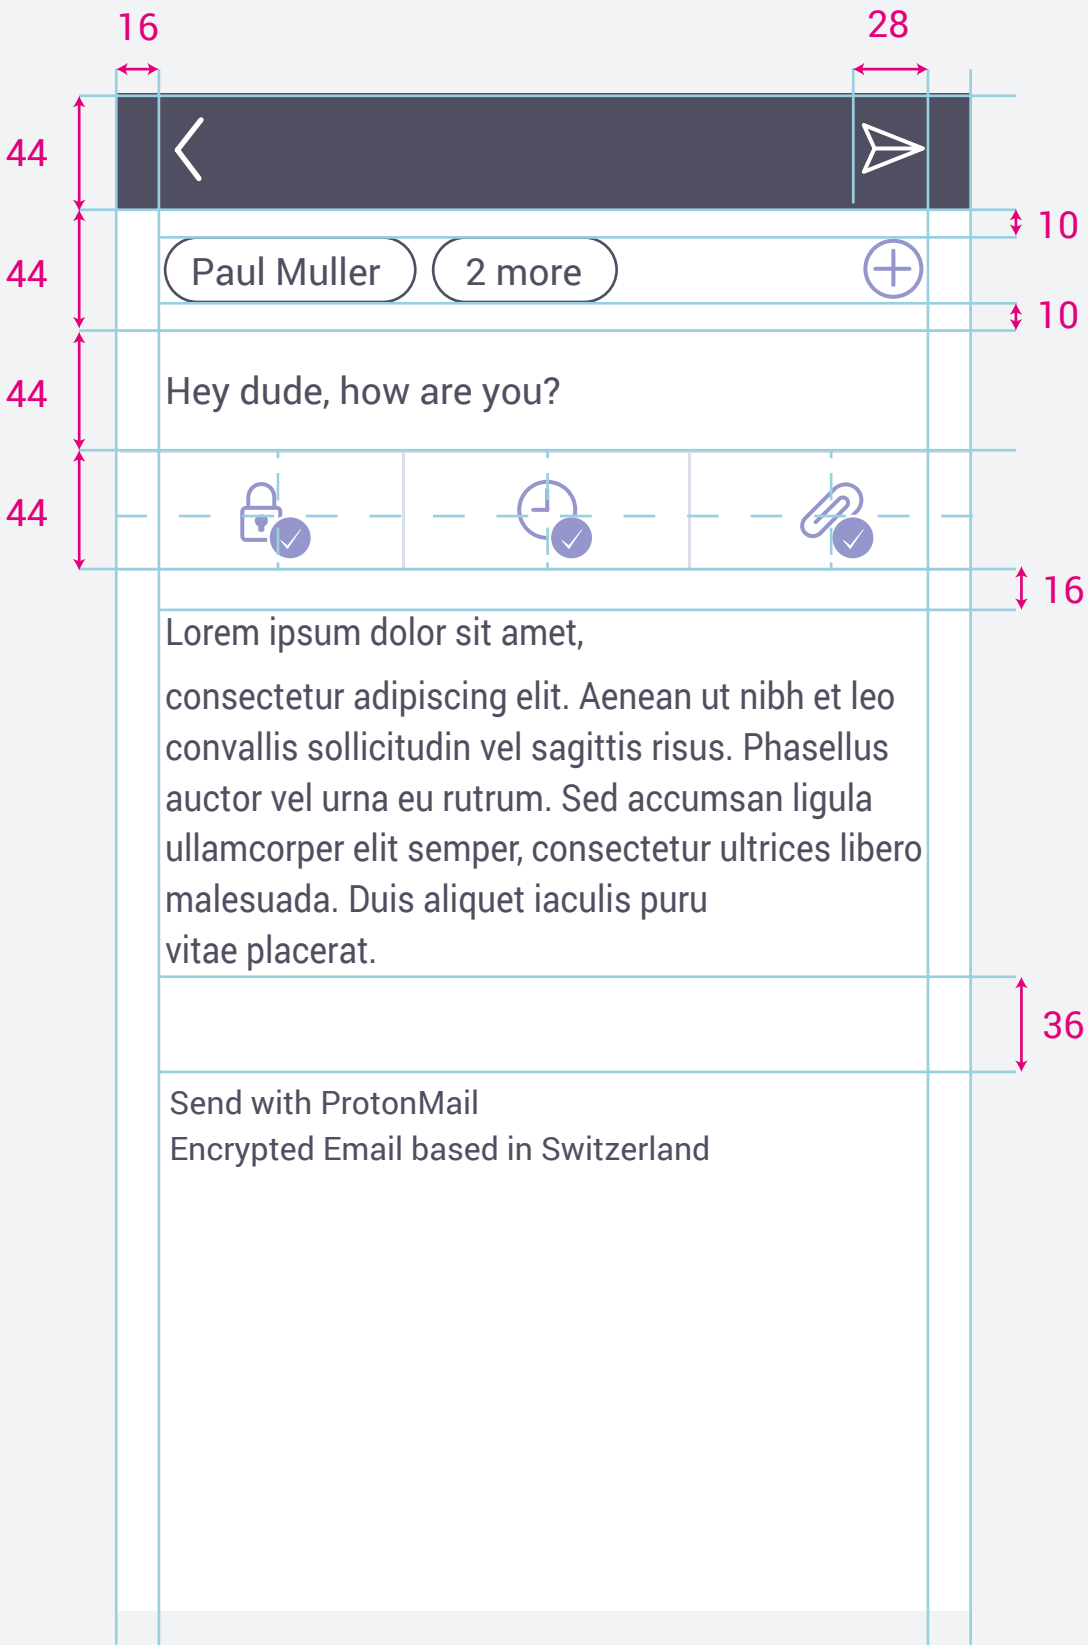 16
28
44
10
44
Paul Muller 2 more
10
44
Hey dude, how are you?
44
16
Lorem ipsum dolor sit amet,
consectetur adipiscing elit. Aenean ut nibh et leo
convallis sollicitudin vel sagittis risus. Phasellus
auctor vel urna eu rutrum. Sed accumsan ligula
ullamcorper elit semper, consectetur ultrices libero
malesuada. Duis aliquet iaculis puru
vitae placerat.
36
Send with ProtonMail
Encrypted Email based in Switzerland